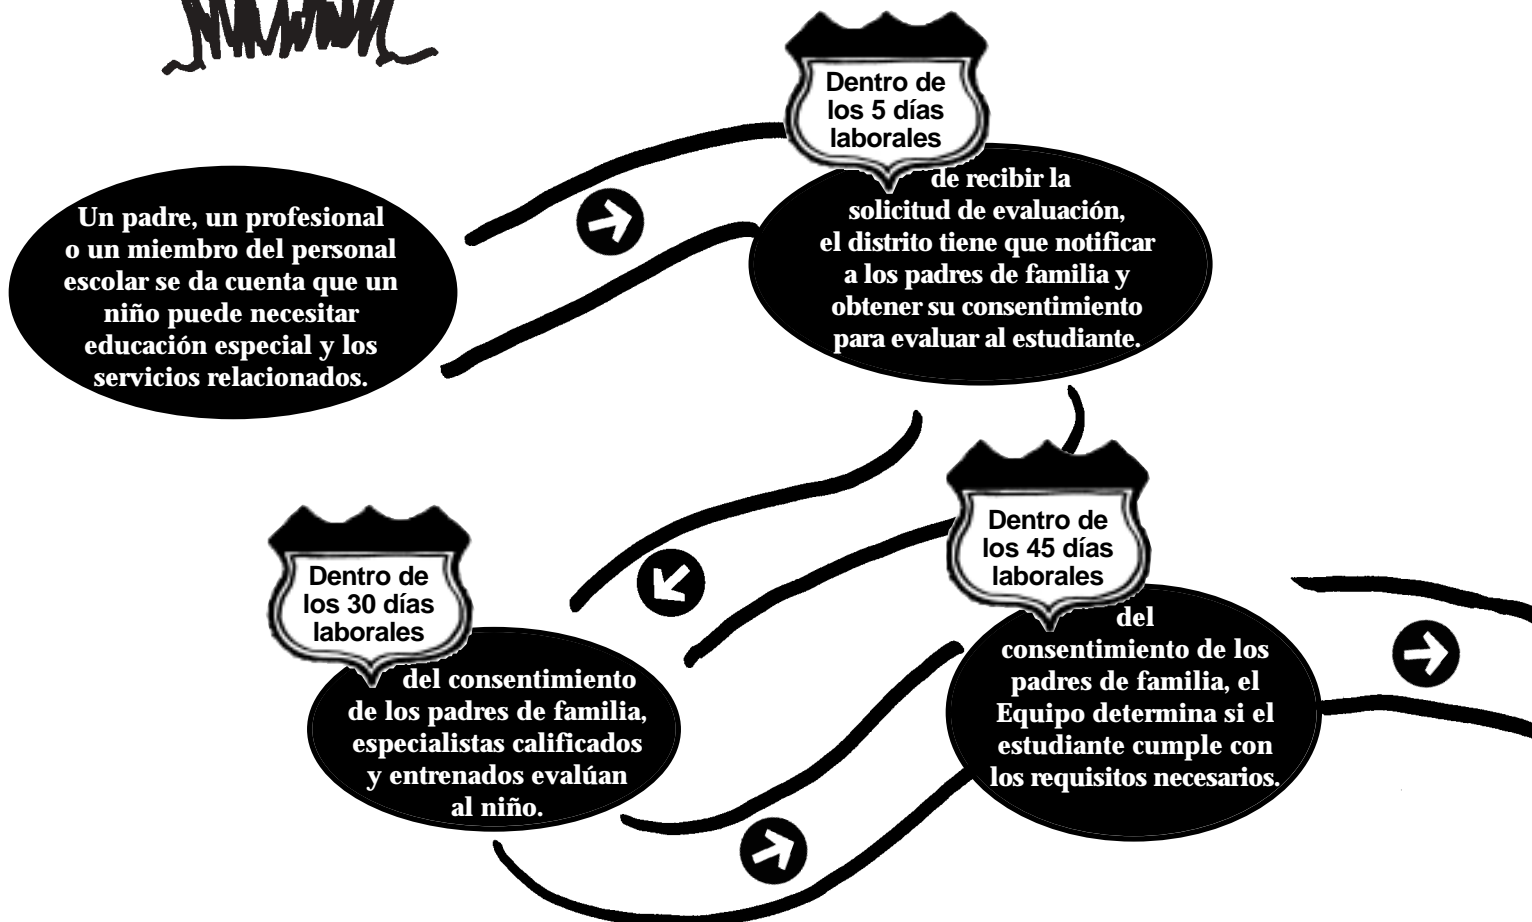 Un padre, un profesional
o un miembro del personal
escolar se da cuenta que un
niño puede necesitar
educación especial y los
servicios relacionados.
Dentro de
los 5 días
laborales
de recibir la
solicitud de evaluación,
el distrito tiene que notificar
a los padres de familia y
obtener su consentimiento
para evaluar al estudiante.
Dentro de
los 30 días
laborales
del consentimiento
de los padres de familia,
especialistas calificados
y entrenados evalúan
al niño.
Dentro de
los 45 días
laborales
del
consentimiento de los
padres de familia, el
Equipo determina si el
estudiante cumple con
los requisitos necesarios.